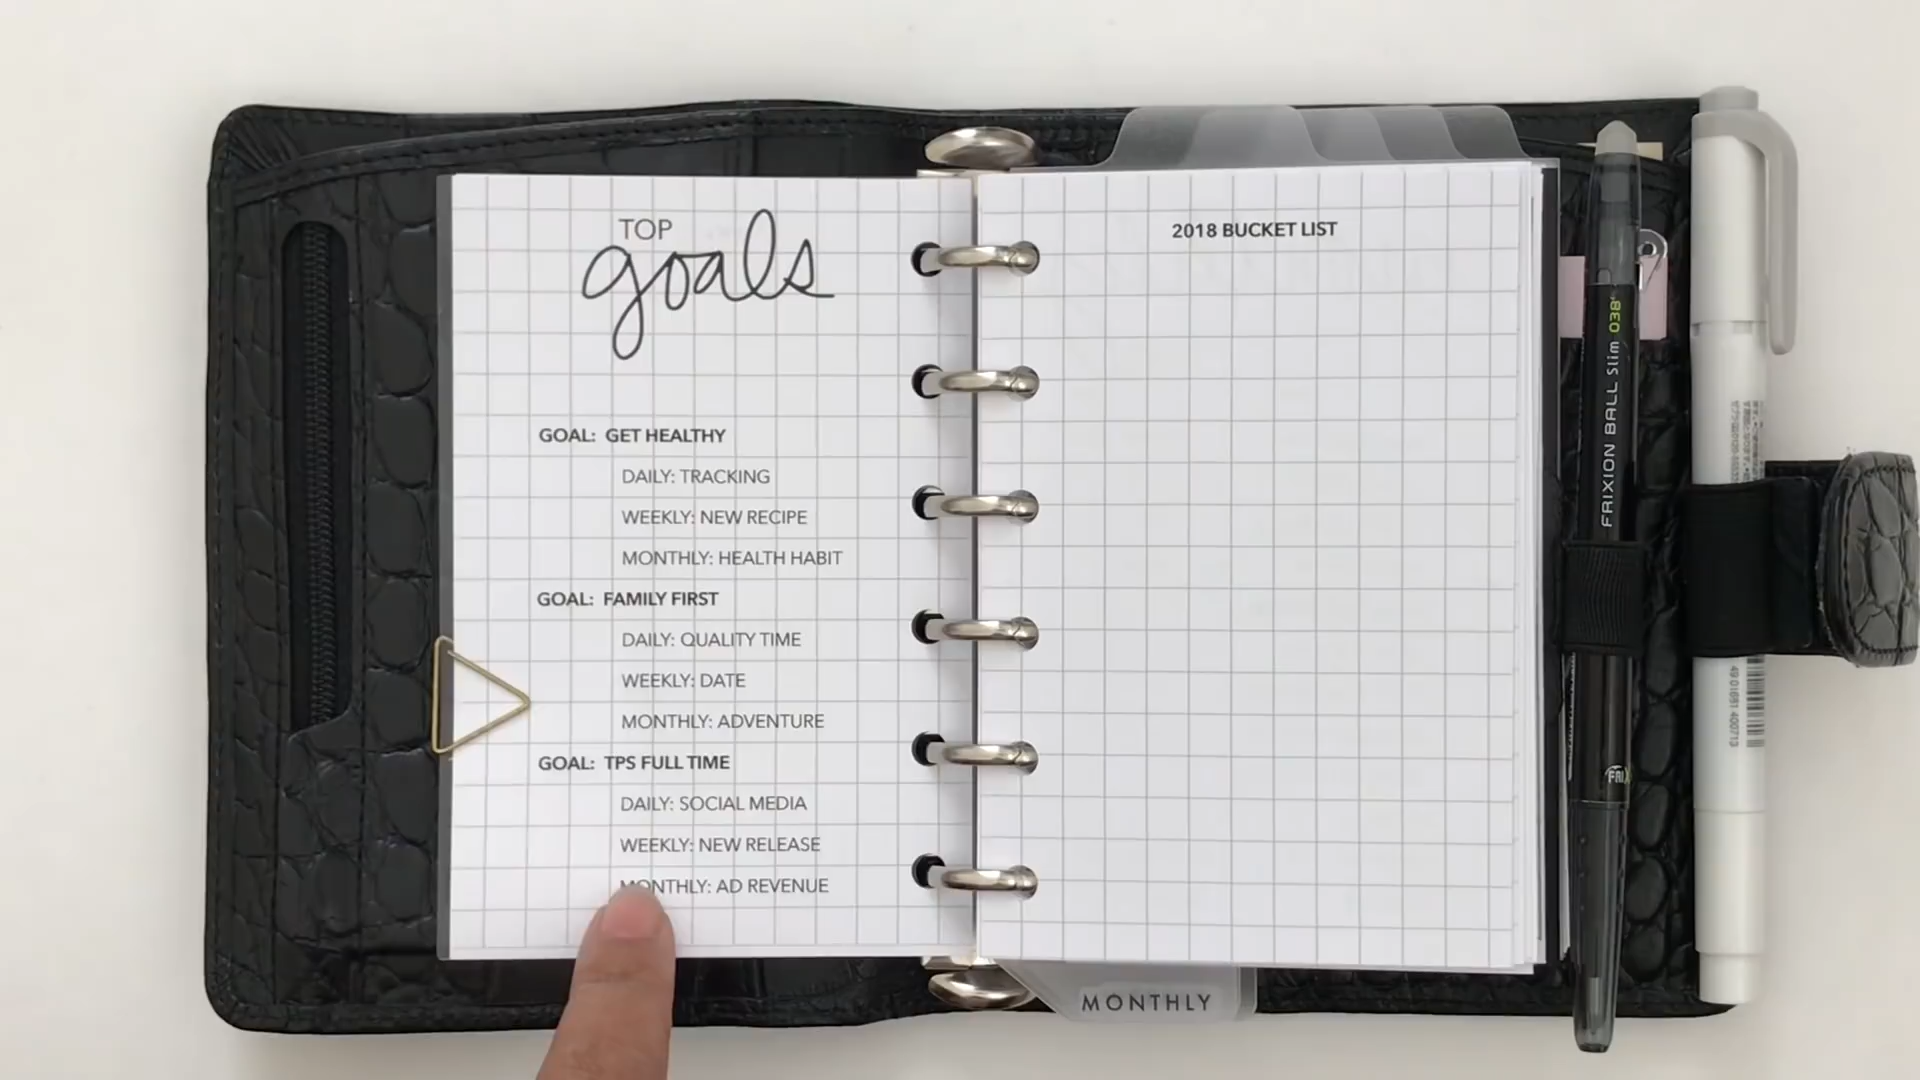 TOP
goals
GOAL: GET HEALTHY
DAILY: TRACKING
WEEKLY: NEW RECIPE
MONTHLY: HEALTH HABIT
GOAL: FAMILY FIRST
DAILY: QUALITY TIME
WEEKLY: DATE
MONTHLY: ADVENTURE
GOAL: TPS FULL TIME
DAILY: SOCIAL MEDIA
WEEKLY: NEW RELEASE
MONTHLY: AD REVENUE
2018 BUCKET LIST
MONTHLY
FRIXION BALL Slim 038